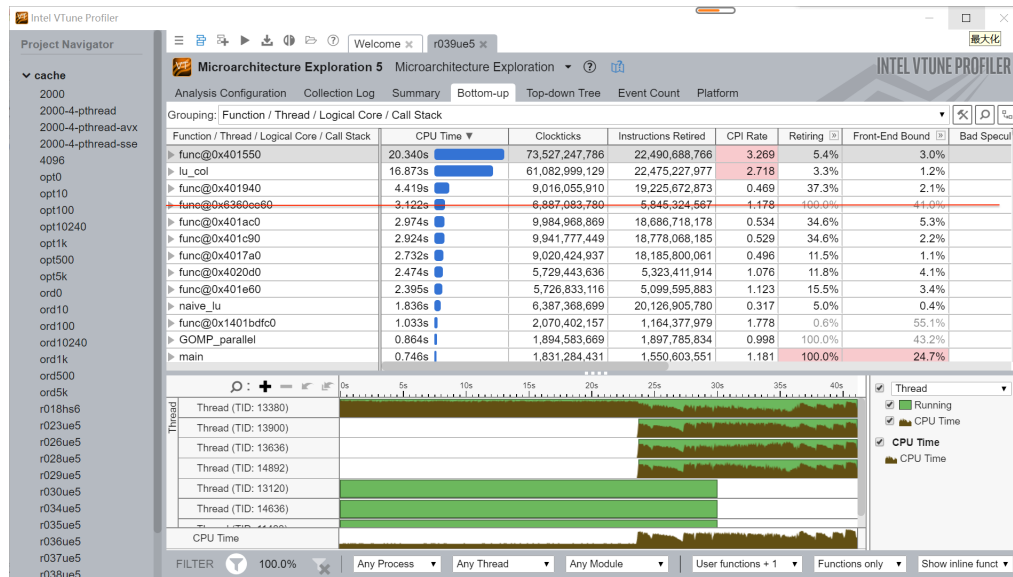 Intel VTune Profiler
最大化
Project Navigator
Welcome
r039ue5
Microarchitecture Exploration 5 Microarchitecture Exploration
INTEL VTUNE PROFILER
Analysis Configuration Collection Log Summary Bottom-up Top-down Tree Event Count Platform
Grouping: Function / Thread / Logical Core / Call Stack
Function / Thread / Logical Core / Call Stack CPU Time ▼ Clockticks Instructions Retired CPI Rate Retiring Front-End Bound Bad Specul
func@0x401550 20.340s 73,527,247,786 22,490,688,766 3.269 5.4% 3.0%
lu_col 16.873s 61,082,999,129 22,475,227,977 2.718 3.3% 1.2%
func@0x401940 4.419s 9,016,055,910 19,225,672,873 0.469 37.3% 2.1%
func@0x6360cc60 3.122s 6,887,083,780 5,845,324,567 1.178 100.0% 41.0%
func@0x401ac0 2.974s 9,984,968,869 18,686,718,178 0.534 34.6% 5.3%
func@0x401c90 2.924s 9,941,777,449 18,778,068,185 0.529 34.6% 2.2%
func@0x4017a0 2.732s 9,020,424,937 18,185,800,061 0.496 11.5% 1.1%
func@0x4020d0 2.474s 5,729,443,636 5,323,411,914 1.076 11.8% 4.1%
func@0x401e60 2.395s 5,726,833,116 5,099,595,883 1.123 15.5% 3.4%
naive_lu 1.836s 6,387,368,699 20,126,905,780 0.317 5.0% 0.4%
func@0x1401bdfc0 1.033s 2,070,402,157 1,164,377,979 1.778 0.6% 55.1%
GOMP_parallel 0.864s 1,894,583,669 1,897,785,834 0.998 100.0% 43.2%
main 0.746s 1,831,284,431 1,550,603,551 1.181 100.0% 24.7%
cache
2000
2000-4-pthread
2000-4-pthread-avx
2000-4-pthread-sse
4096
opt0
opt10
opt100
opt10240
opt1k
opt500
opt5k
ord0
ord10
ord100
ord10240
ord1k
ord500
ord5k
r018hs6
r023ue5
r026ue5
r028ue5
r029ue5
r030ue5
r034ue5
r035ue5
r036ue5
r037ue5
r038ue5
0s 5s 10s 15s 20s 25s 30s 35s 40s
Thread
Thread (TID: 13380)
Thread (TID: 13900)
Thread (TID: 13636)
Thread (TID: 14892)
Thread (TID: 13120)
Thread (TID: 14636)
CPU Time
Thread
Running
CPU Time
CPU Time
CPU Time
FILTER 100.0% Any Process Any Thread Any Module User functions + 1 Functions only Show inline funct